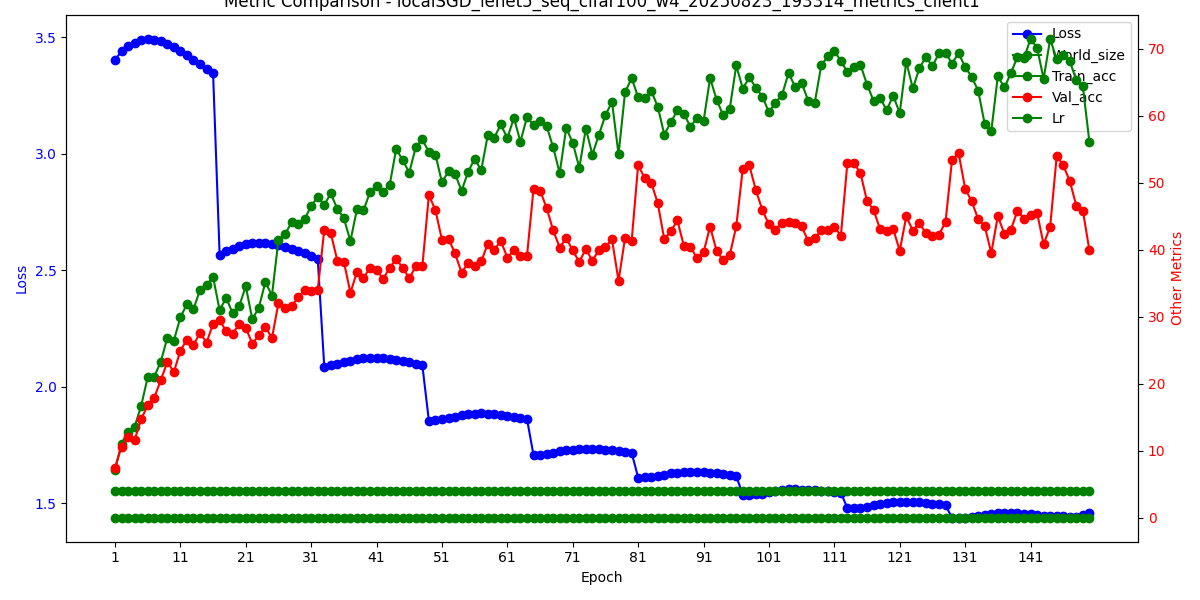 Metric Comparison - localSGD_lenet5_seq_cifar100_w4_20250823_193314_metrics_client1
Loss
World_size
Train_acc
Val_acc
Lr
3.5
3.0
2.5
2.0
1.5
Loss
70
60
50
40
30
20
10
0
Other Metrics
1 11 21 31 41 51 61 71 81 91 101 111 121 131 141
Epoch